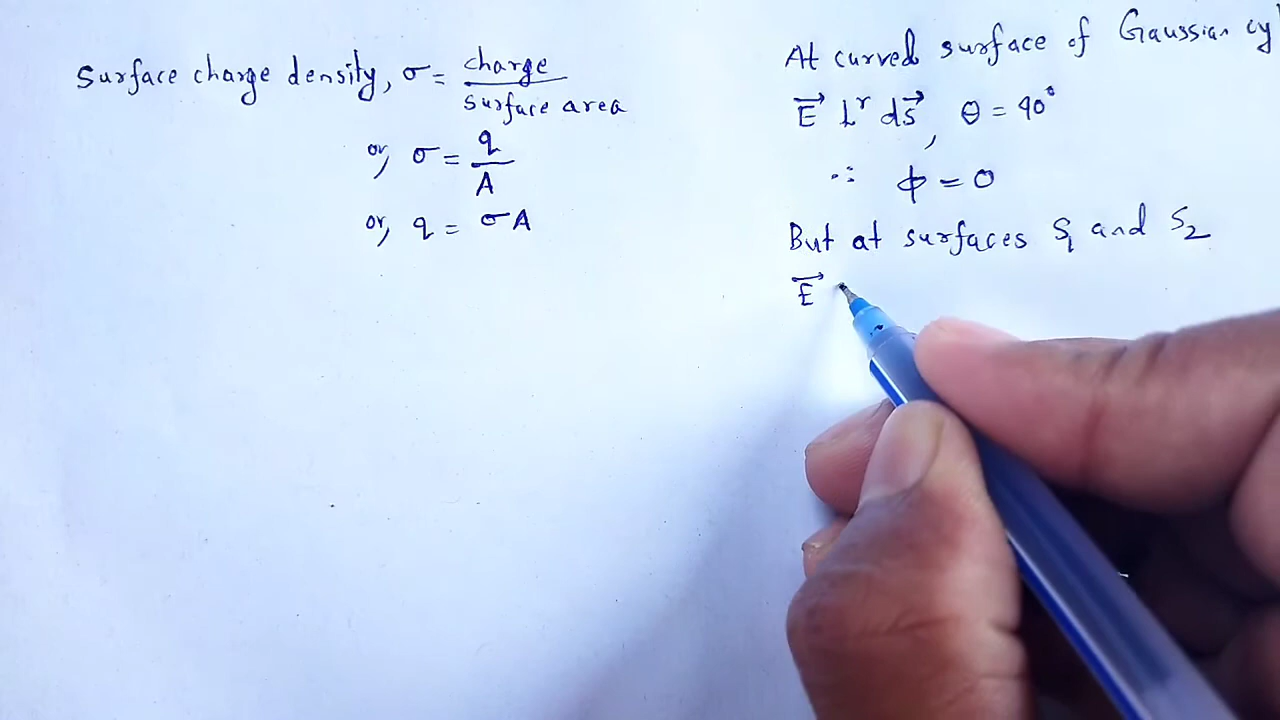 Surface charge density, σ = charge / surface area
or, σ = q / A
or, q = σA
At curved surface of Gaussian cy
E⃗ ⊥ʳ ds⃗, θ = 90°
∴ ϕ = 0
But at surfaces S₁ and S₂
E⃗